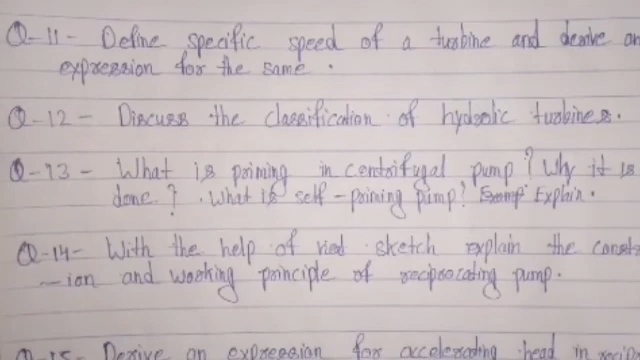 Q-11- Define specific speed of a turbine and derive an
expression for the same.
Q-12- Discuss the classification of hydrolic turbines.
Q-13- What is priming in centrifugal pump? Why it is
done? What is self-priming pump? Explain.
Q-14- With the help of sketch explain the const
-ion and working principle of reciprocating pump.
Q-15- Derive an expression for accelerating head in recip